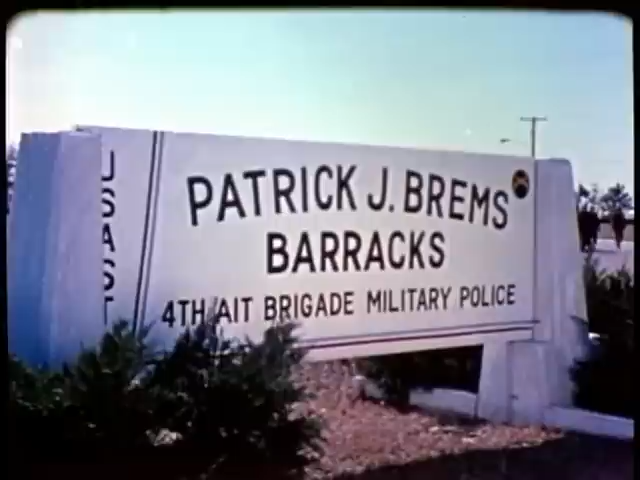 USAST
PATRICK J. BREMS
BARRACKS
4TH AIT BRIGADE MILITARY POLICE